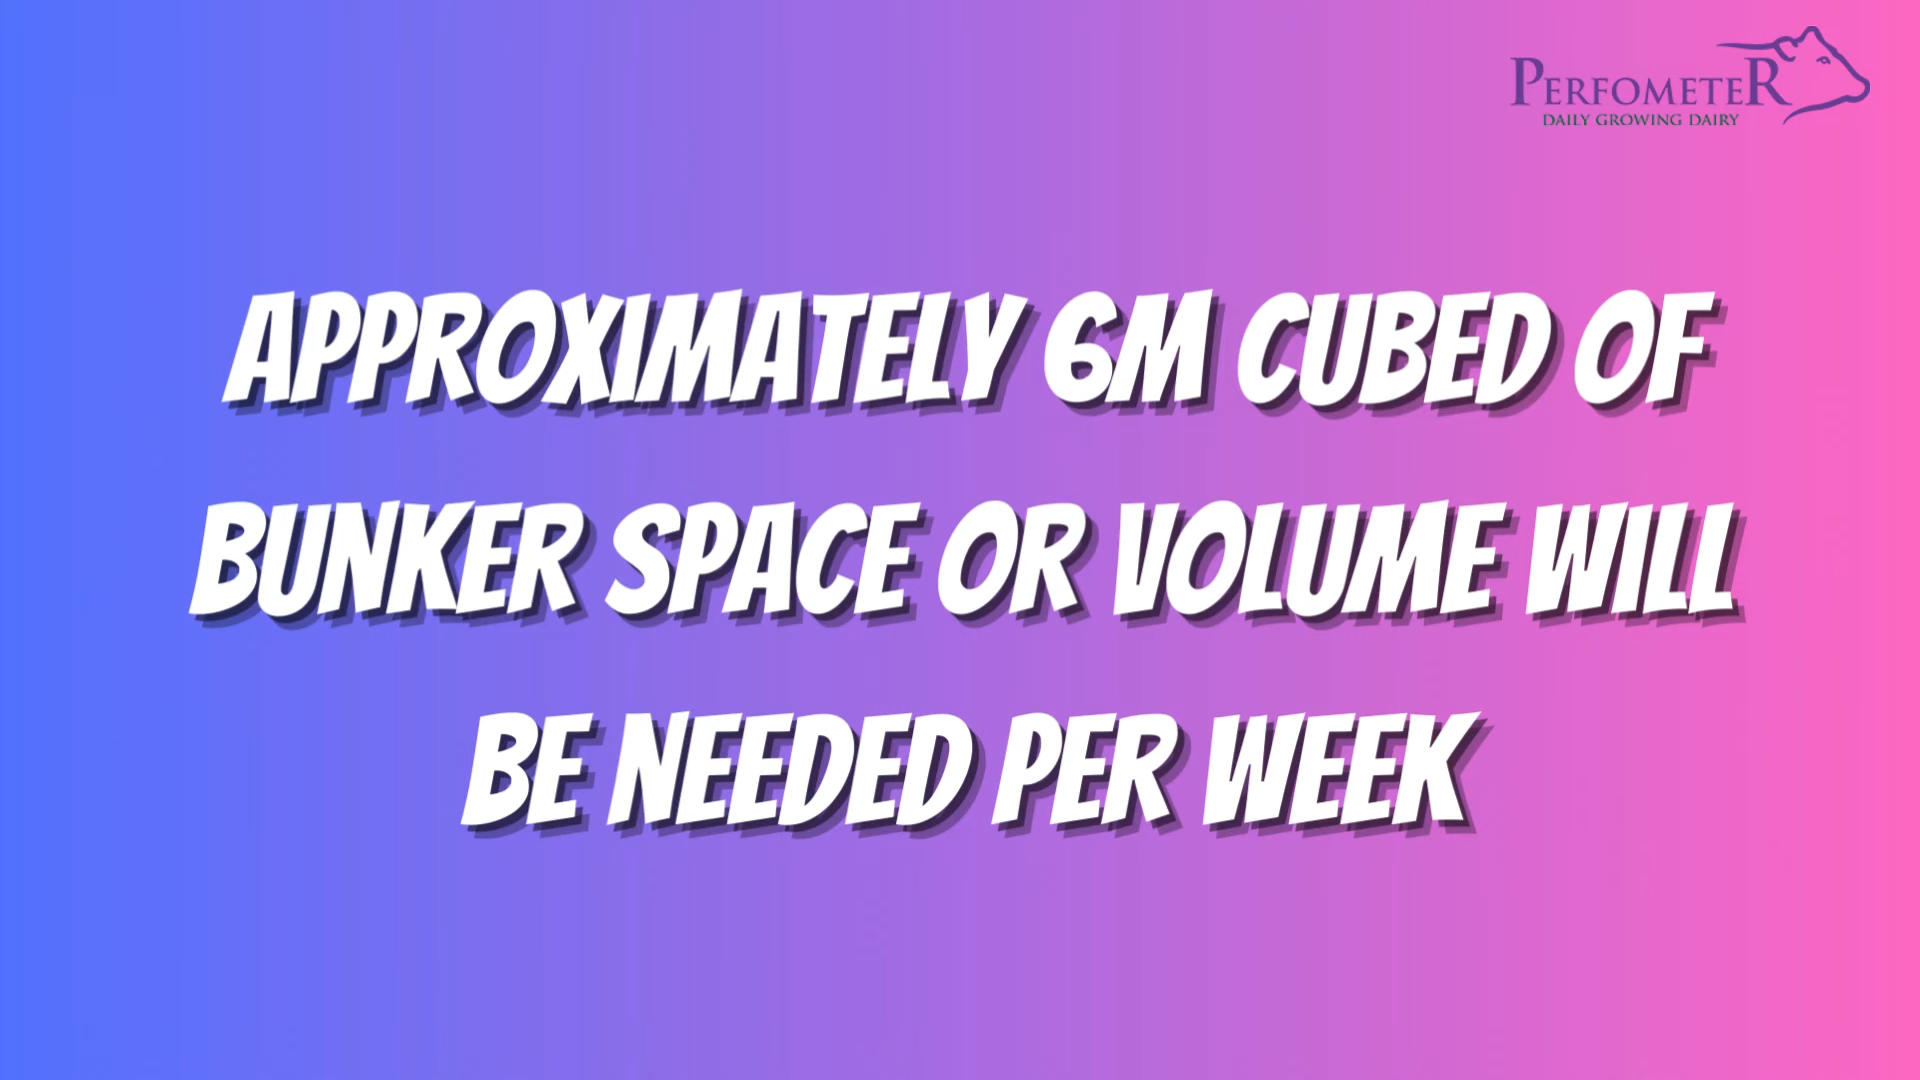 PERFOMETER
DAILY GROWING DAIRY
APPROXIMATELY 6M CUBED OF
BUNKER SPACE OR VOLUME WILL
BE NEEDED PER WEEK